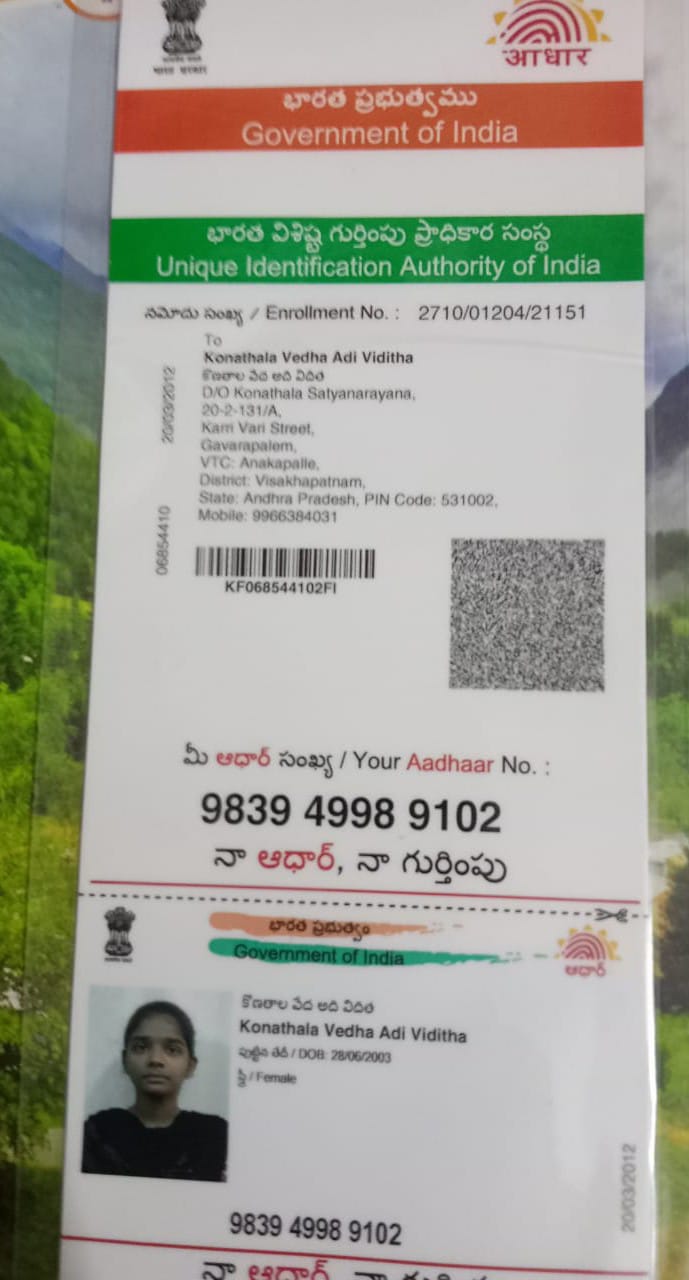 भारत सरकार
आधार
భారత ప్రభుత్వము
Government of India
భారత విశిష్ట గుర్తింపు ప్రాధికార సంస్థ
Unique Identification Authority of India
నమోదు సంఖ్య / Enrollment No. : 2710/01204/21151
To
Konathala Vedha Adi Viditha
కొణతాల వేద అది విదిత
D/O Konathala Satyanarayana,
20-2-131/A,
Karri Vari Street,
Gavarapalem,
VTC: Anakapalle,
District: Visakhapatnam,
State: Andhra Pradesh, PIN Code: 531002,
Mobile: 9966384031
20/03/2012
06854410
KF068544102FI
మీ ఆధార్ సంఖ్య / Your Aadhaar No. :
9839 4998 9102
నా ఆధార్, నా గుర్తింపు
భారత ప్రభుత్వం
Government of India
ఆధార్
కొణతాల వేద అది విదిత
Konathala Vedha Adi Viditha
పుట్టిన తేదీ / DOB: 28/06/2003
స్త్రీ / Female
20/03/2012
9839 4998 9102
నా ఆధార్, నా గుర్తింపు